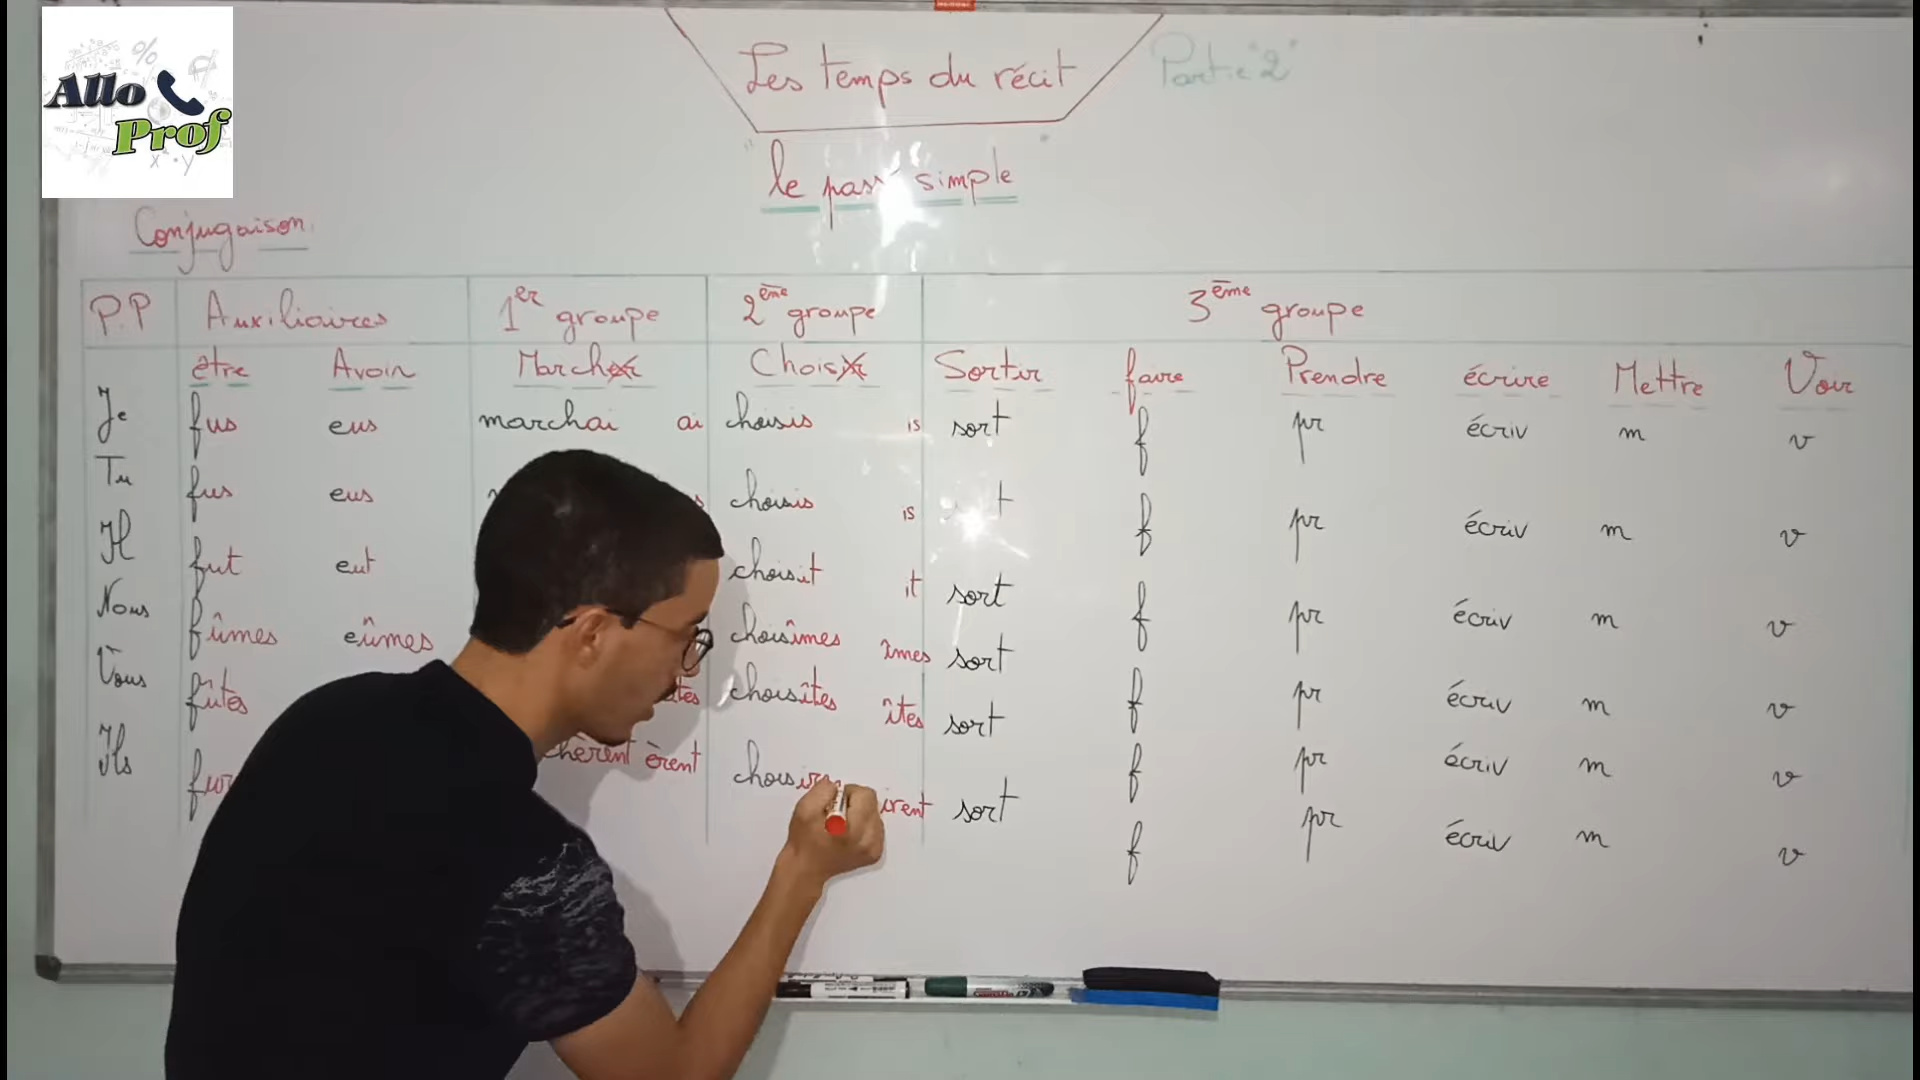 Allo
Prof
Les temps du récit Partie "2"
le passé simple
Conjugaison
P.P Auxiliaires 1er groupe 2ème groupe 3ème groupe
être Avoir Marcher Choisir Sortir faire Prendre écrire Mettre Voir
Je fus eus marchai ai choisis is sort f pr écriv m v
Tu fus eus choisis is f pr écriv m v
Il fut eut choisit it sort f pr écriv m v
Nous fûmes eûmes choisîmes îmes sort f pr écriv m v
Vous fûtes choisîtes îtes sort f pr écriv m v
Ils èrent irent sort f pr écriv m v